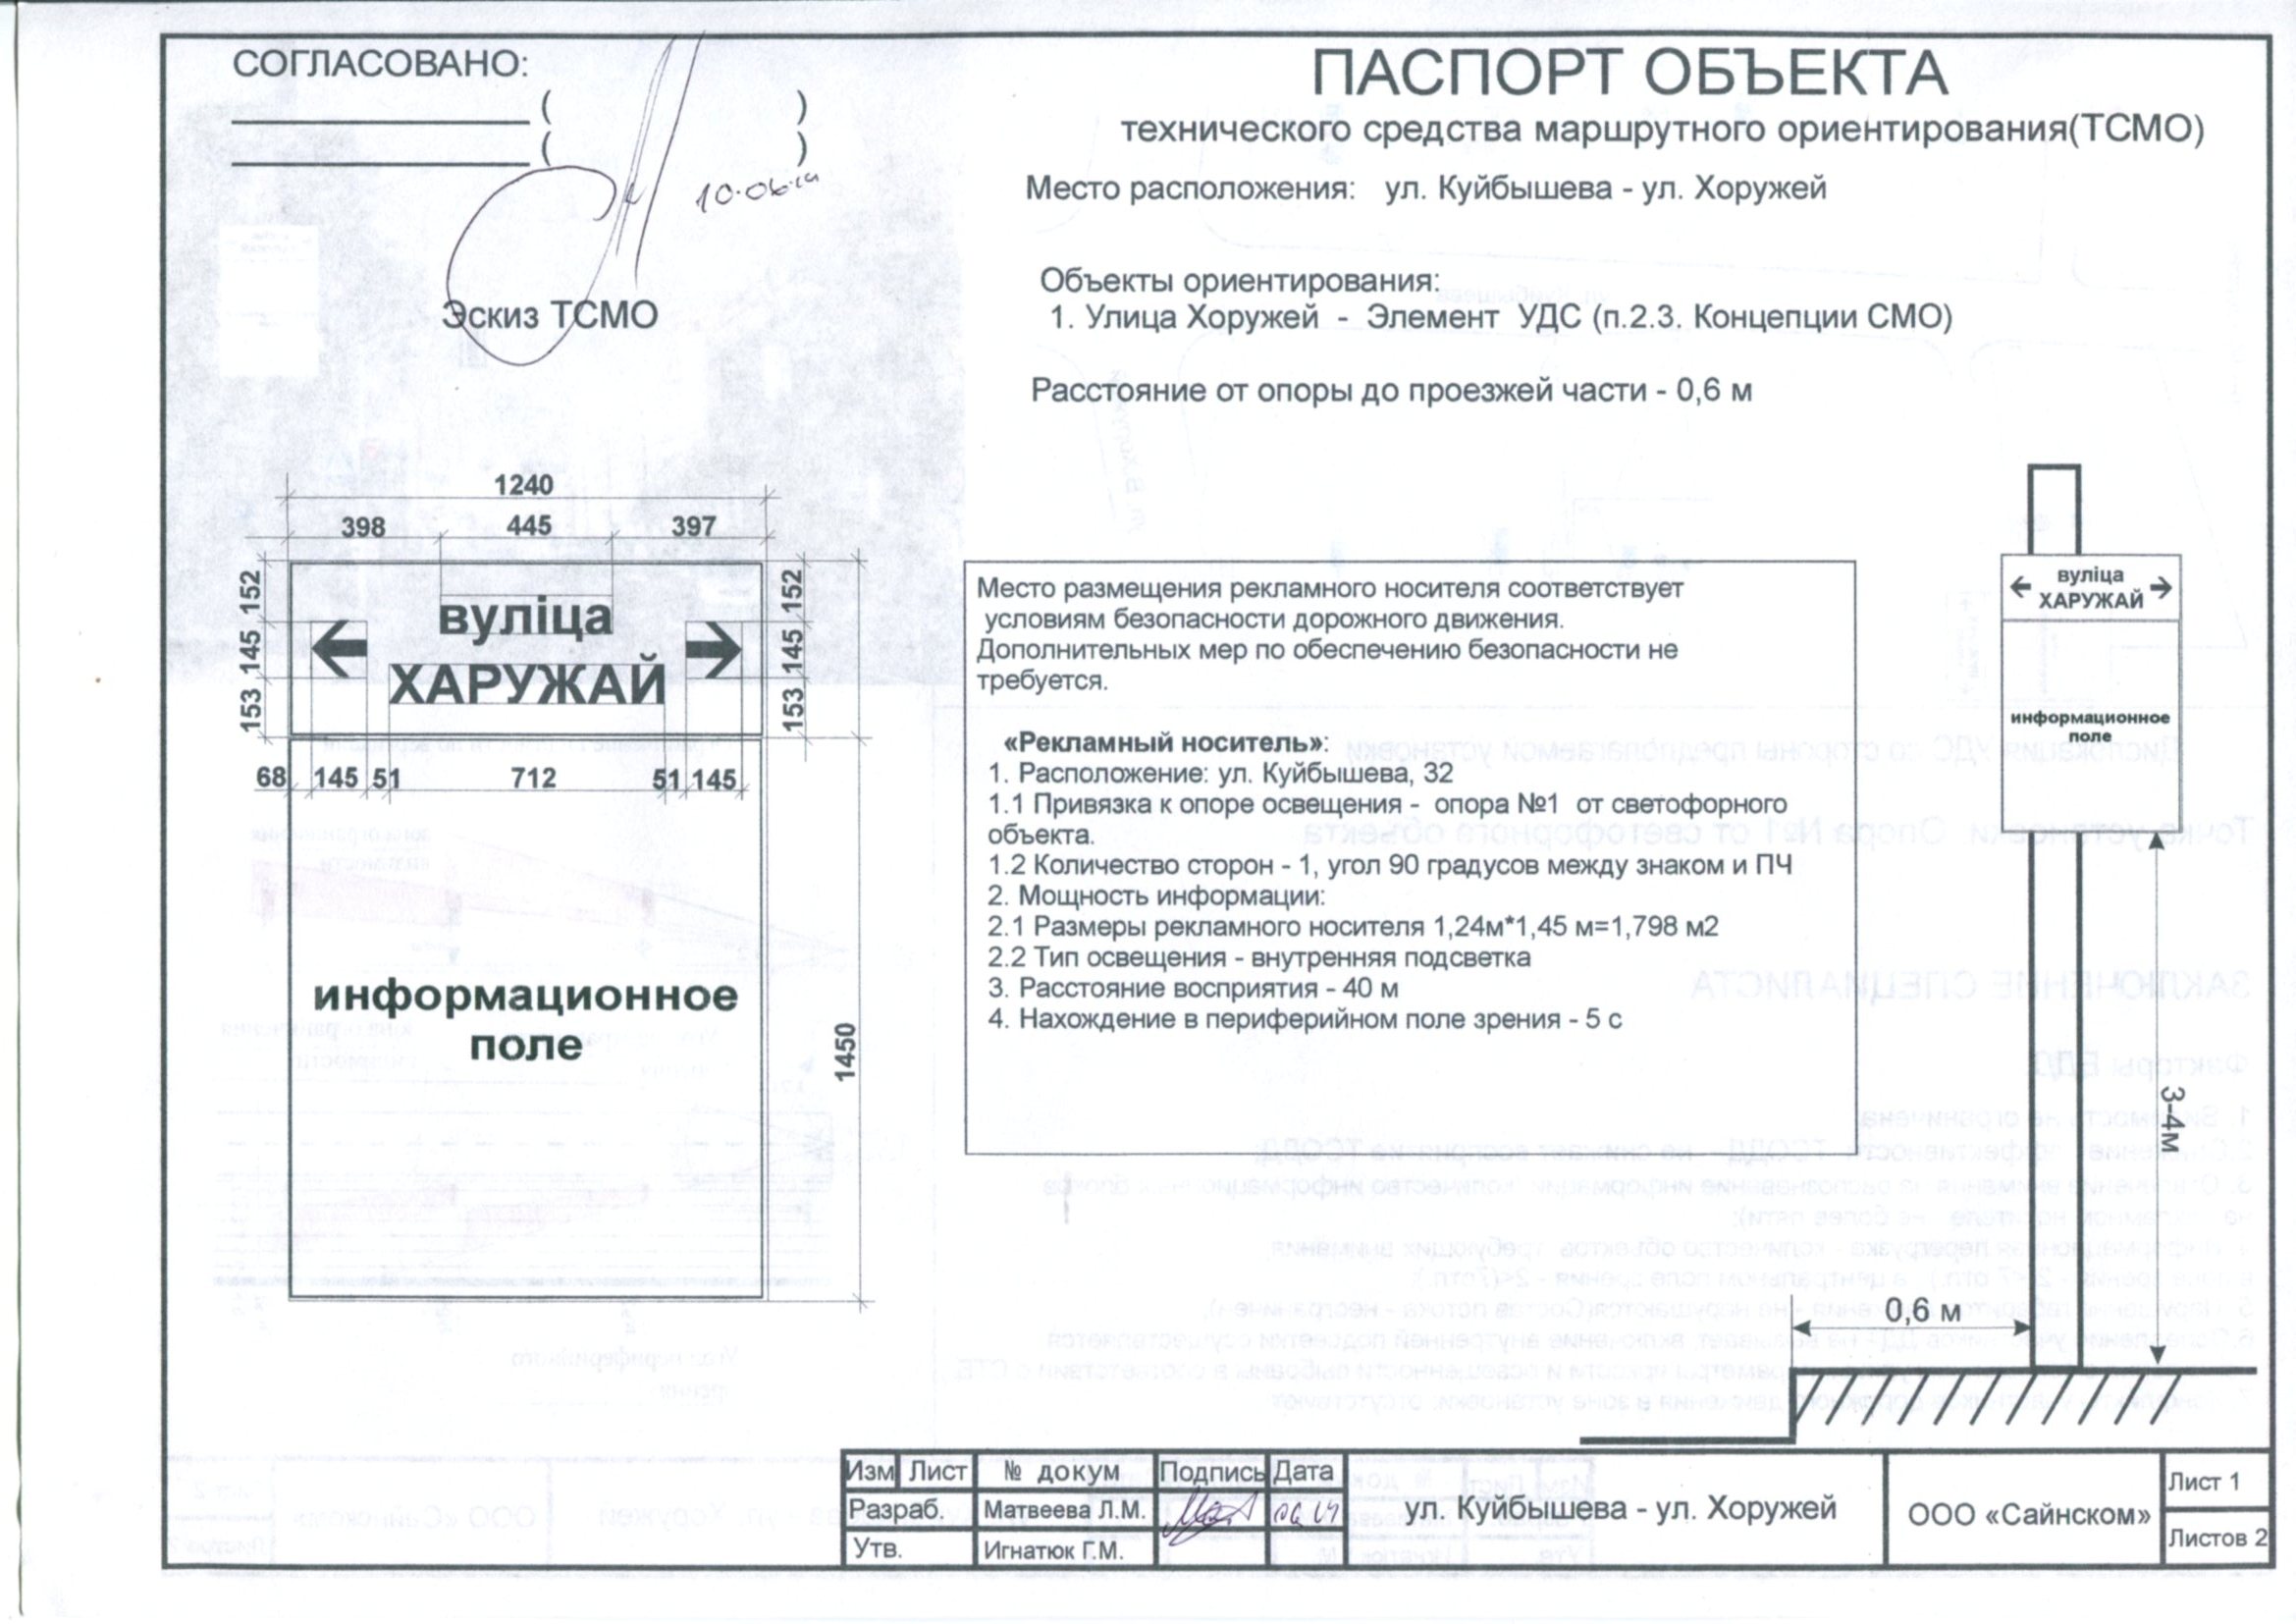 СОГЛАСОВАНО:
( )
( )
10.06.14
Эскиз ТСМО
ПАСПОРТ ОБЪЕКТА
технического средства маршрутного ориентирования(ТСМО)
Место расположения: ул. Куйбышева - ул. Хоружей
Объекты ориентирования:
1. Улица Хоружей - Элемент УДС (п.2.3. Концепции СМО)
Расстояние от опоры до проезжей части - 0,6 м
1240
398 445 397
152 145 153
вуліца
ХАРУЖАЙ
152 145 153
68 145 51 712 51 145
информационное
поле
1450
Место размещения рекламного носителя соответствует
условиям безопасности дорожного движения.
Дополнительных мер по обеспечению безопасности не
требуется.
«Рекламный носитель»:
1. Расположение: ул. Куйбышева, 32
1.1 Привязка к опоре освещения - опора №1 от светофорного
объекта.
1.2 Количество сторон - 1, угол 90 градусов между знаком и ПЧ
2. Мощность информации:
2.1 Размеры рекламного носителя 1,24м*1,45 м=1,798 м2
2.2 Тип освещения - внутренняя подсветка
3. Расстояние восприятия - 40 м
4. Нахождение в периферийном поле зрения - 5 с
вуліца
ХАРУЖАЙ
информационное
поле
3-4м
0,6 м
Изм Лист № докум Подпись Дата
Разраб. Матвеева Л.М. 06.14
Утв. Игнатюк Г.М.
ул. Куйбышева - ул. Хоружей
ООО «Сайнском»
Лист 1
Листов 2